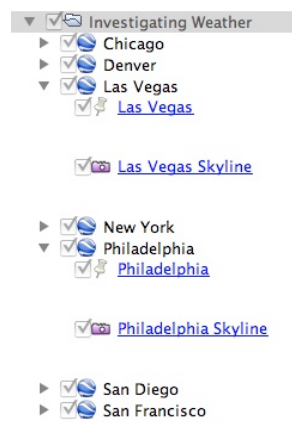 Investigating Weather
Chicago
Denver
Las Vegas
Las Vegas
Las Vegas Skyline
New York
Philadelphia
Philadelphia
Philadelphia Skyline
San Diego
San Francisco